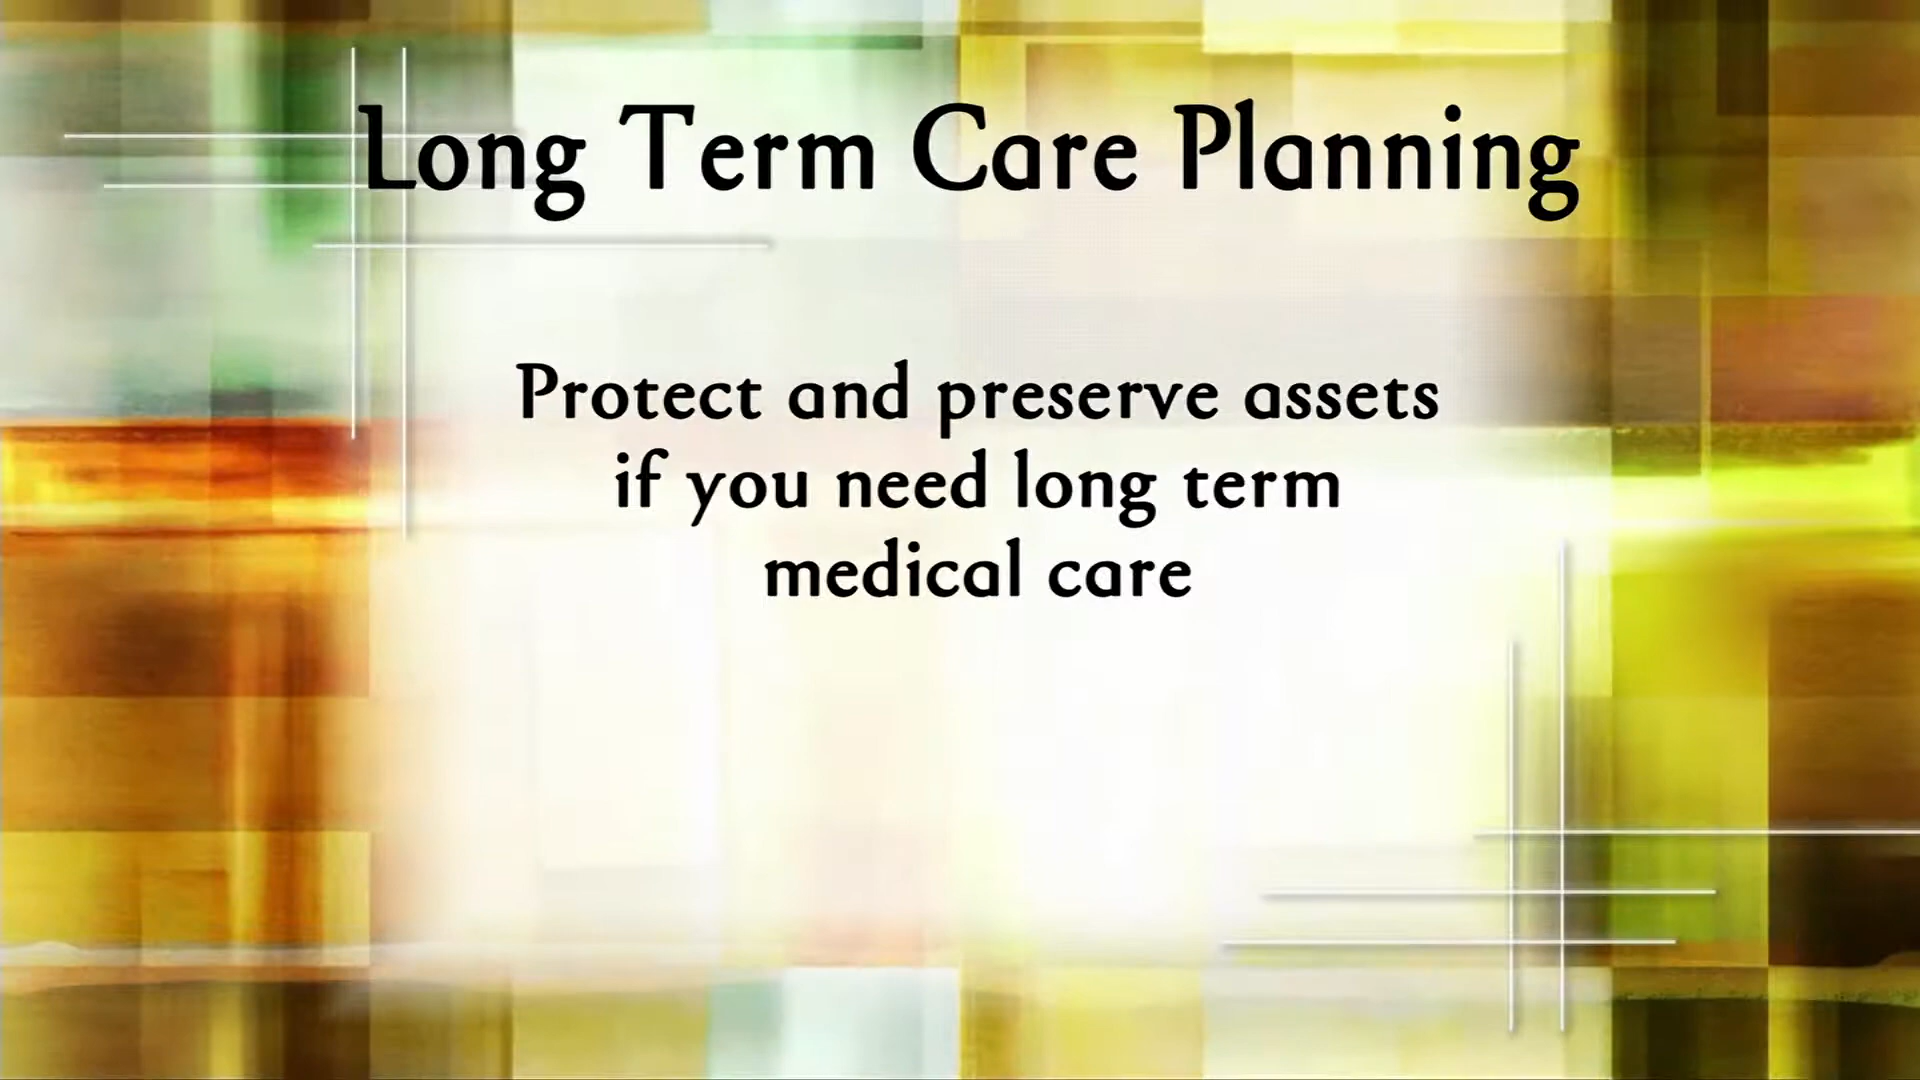 Long Term Care Planning
Protect and preserve assets
if you need long term
medical care